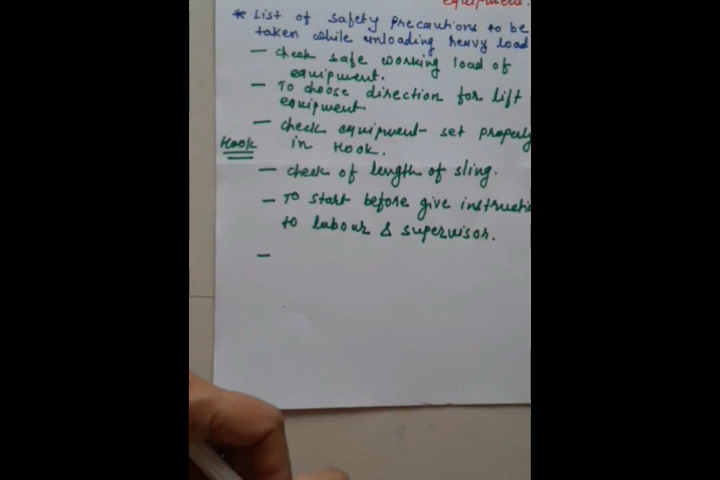 equipment.
* List of safety precautions to be
taken while unloading heavy load
- check safe working load of
equipment.
- To choose direction for lift
equipment
- check equipment set properly
Hook in Hook.
- check of length of sling.
- To start before give instructi
to labour & supervisor.
-